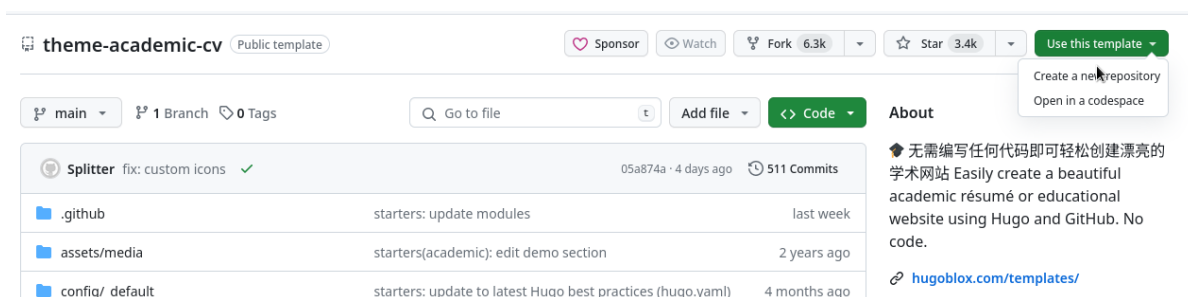 theme-academic-cv Public template Sponsor Watch Fork 6.3k Star 3.4k Use this template
Create a new repository
Open in a codespace
main 1 Branch 0 Tags Go to file t Add file Code
About
Splitter fix: custom icons 05a874a · 4 days ago 511 Commits
.github starters: update modules last week
assets/media starters(academic): edit demo section 2 years ago
config/_default starters: update to latest Hugo best practices (hugo.yaml) 4 months ago
🎓 无需编写任何代码即可轻松创建漂亮的
学术网站 Easily create a beautiful
academic résumé or educational
website using Hugo and GitHub. No
code.
hugoblox.com/templates/